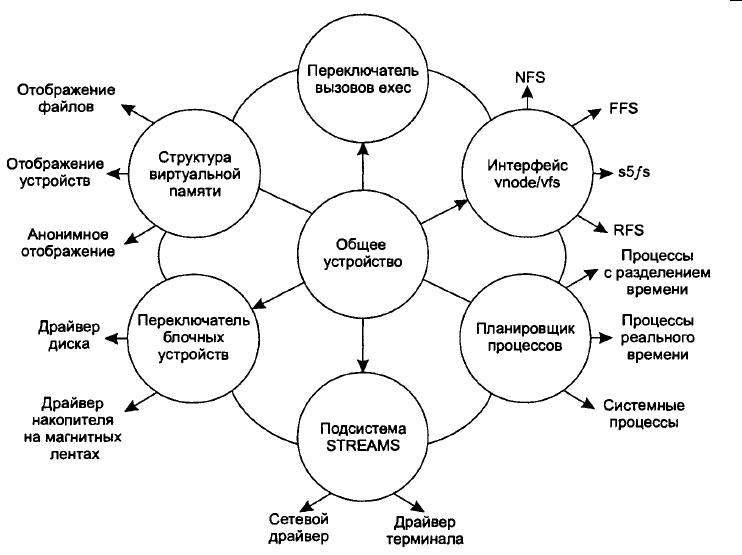 Переключатель
вызовов exec
NFS
FFS
s5fs
RFS
Интерфейс
vnode/vfs
Отображение
файлов
Отображение
устройств
Анонимное
отображение
Структура
виртуальной
памяти
Общее
устройство
Процессы
с разделением
времени
Процессы
реального
времени
Системные
процессы
Планировщик
процессов
Переключатель
блочных
устройств
Драйвер
диска
Драйвер
накопителя
на магнитных
лентах
Подсистема
STREAMS
Сетевой
драйвер
Драйвер
терминала